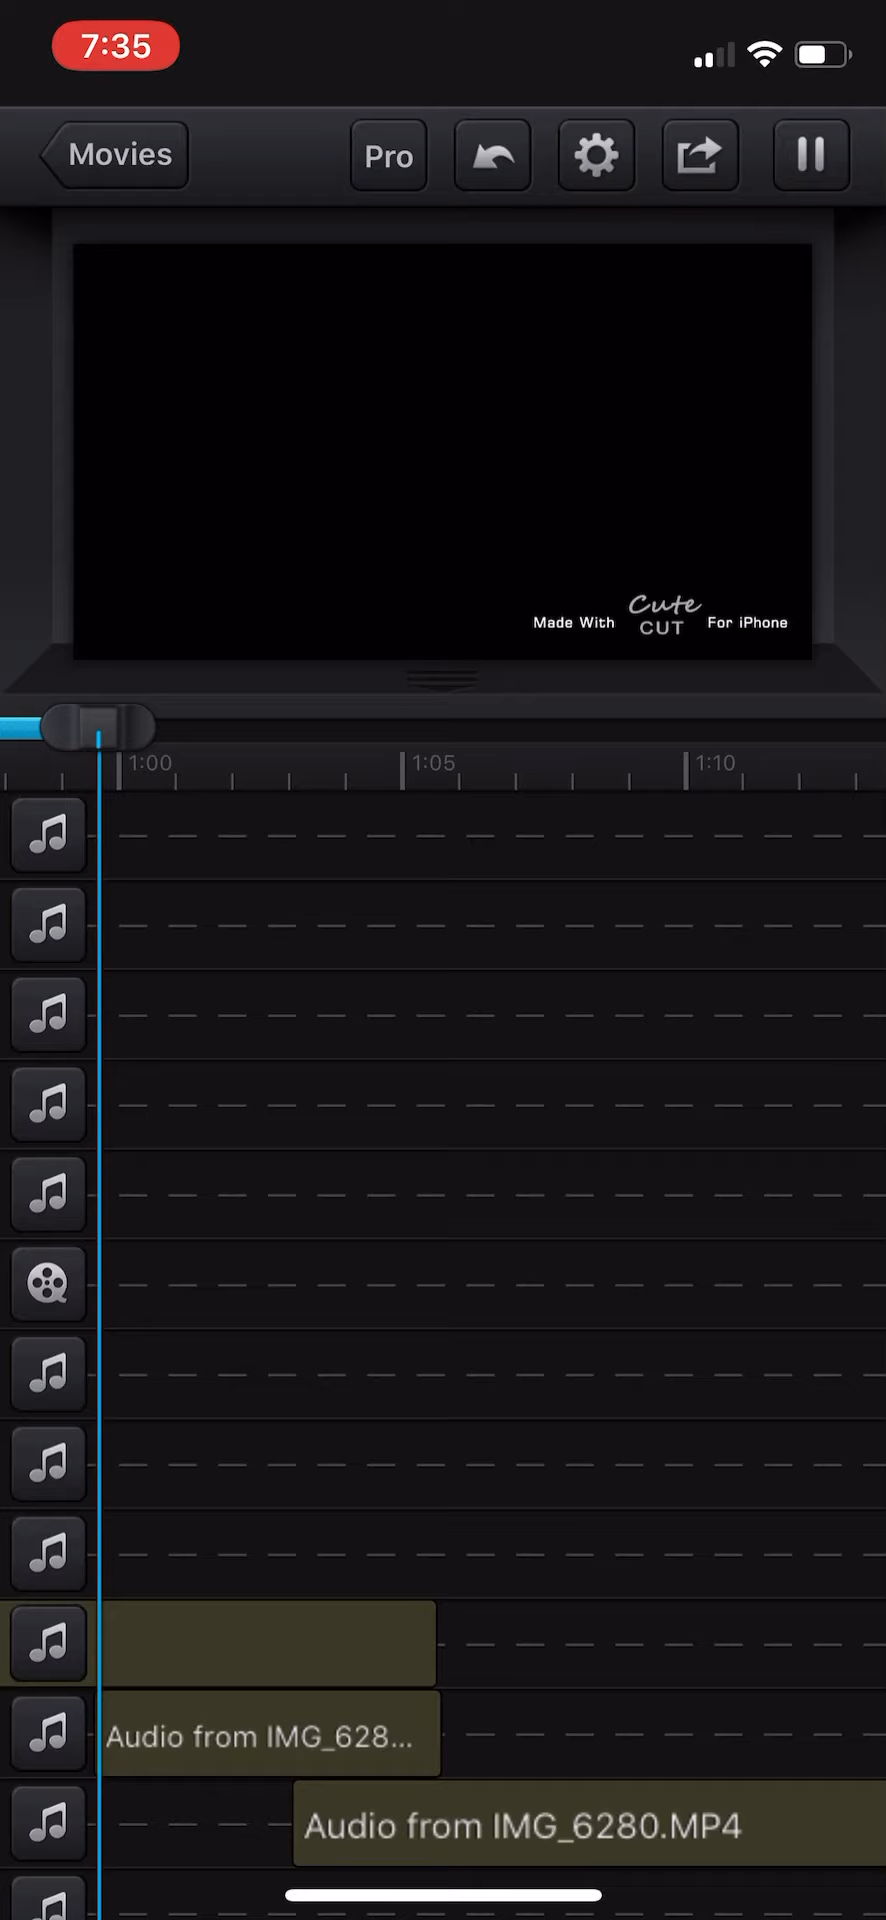 7:35
Movies
Pro
Made With Cute CUT For iPhone
1:00
1:05
1:10
Audio from IMG_628...
Audio from IMG_6280.MP4